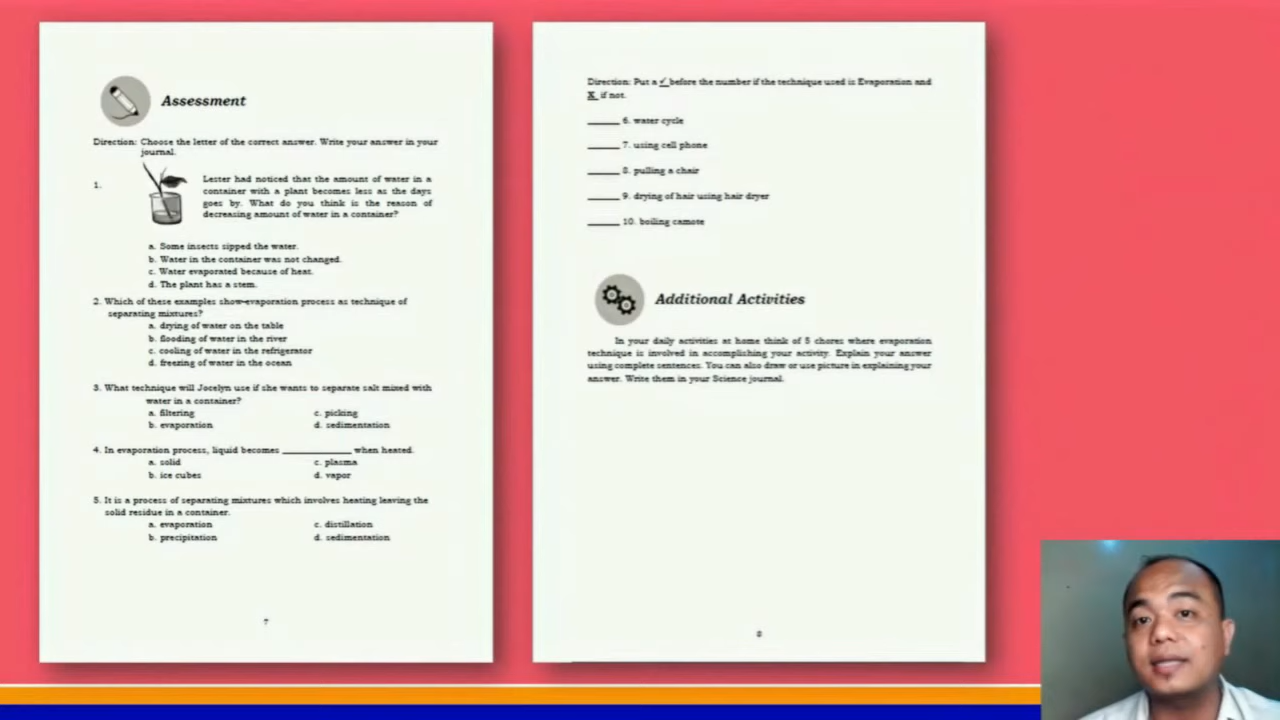 Assessment
Direction: Choose the letter of the correct answer. Write your answer in your
journal.
1.
Lester had noticed that the amount of water in a
container with a plant becomes less as the days
goes by. What do you think is the reason of
decreasing amount of water in a container?
a. Some insects sipped the water.
b. Water in the container was not changed.
c. Water evaporated because of heat.
d. The plant has a stem.
2. Which of these examples show evaporation process as technique of
separating mixtures?
a. drying of water on the table
b. flooding of water in the river
c. cooling of water in the refrigerator
d. freezing of water in the ocean
3. What technique will Jocelyn use if she wants to separate salt mixed with
water in a container?
a. filtering c. picking
b. evaporation d. sedimentation
4. In evaporation process, liquid becomes __________ when heated.
a. solid c. plasma
b. ice cubes d. vapor
5. It is a process of separating mixtures which involves heating leaving the
solid residue in a container.
a. evaporation c. distillation
b. precipitation d. sedimentation
7
Direction: Put a ✓ before the number if the technique used is Evaporation and
X if not.
_____ 6. water cycle
_____ 7. using cell phone
_____ 8. pulling a chair
_____ 9. drying of hair using hair dryer
_____ 10. boiling camote
Additional Activities
In your daily activities at home think of 5 chores where evaporation
technique is involved in accomplishing your activity. Explain your answer
using complete sentences. You can also draw or use picture in explaining your
answer. Write them in your Science journal.
8